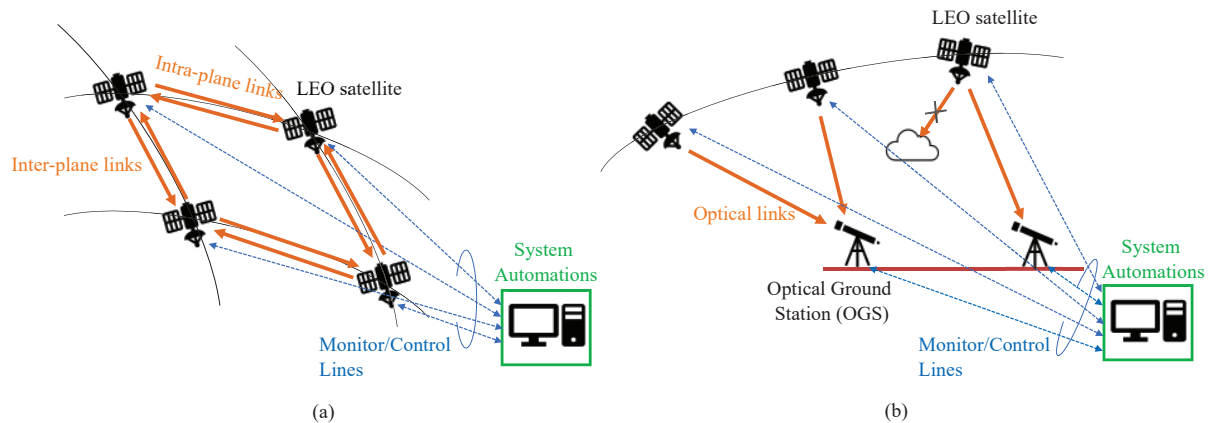 Intra-plane links
LEO satellite
Inter-plane links
System
Automations
Monitor/Control
Lines
(a)
LEO satellite
Optical links
System
Automations
Optical Ground
Station (OGS)
Monitor/Control
Lines
(b)